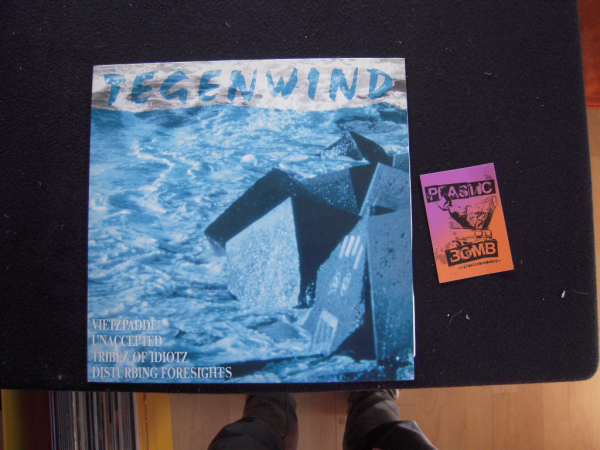 TEGENWIND
VIETZPADDE
UNACCEPTED
TRIBEZ OF IDIOTZ
DISTURBING FORESIGHTS
PLASTIC
BOMB